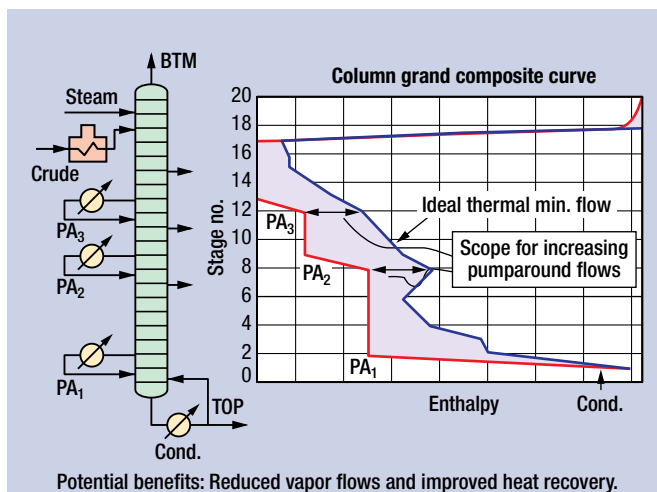 BTM
Steam
Crude
PA3
PA2
PA1
TOP
Cond.
Column grand composite curve
Stage no.
20
18
16
14
12
10
8
6
4
2
0
PA3
PA2
PA1
Ideal thermal min. flow
Scope for increasing
pumparound flows
Enthalpy
Cond.
Potential benefits: Reduced vapor flows and improved heat recovery.